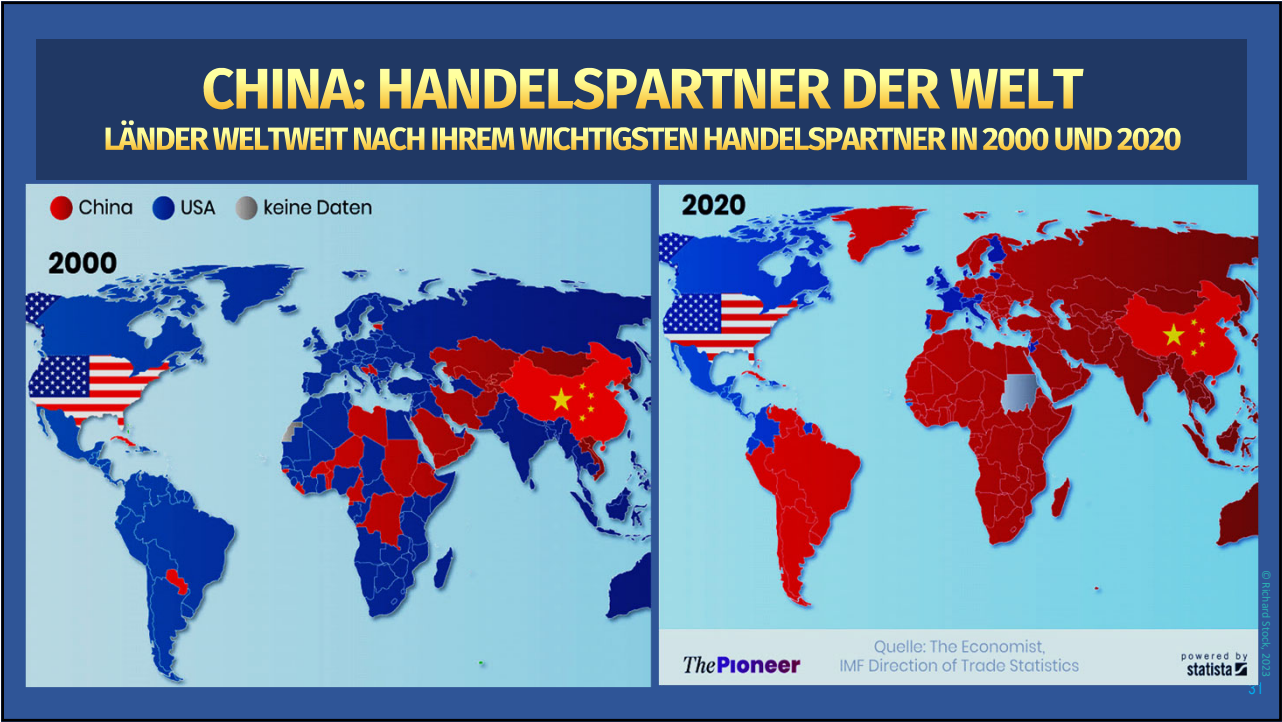 CHINA: HANDELSPARTNER DER WELT
LÄNDER WELTWEIT NACH IHREM WICHTIGSTEN HANDELSPARTNER IN 2000 UND 2020
China USA keine Daten
2000
2020
ThePioneer
Quelle: The Economist,
IMF Direction of Trade Statistics
powered by
statista
© Richard Stock, 2023
31